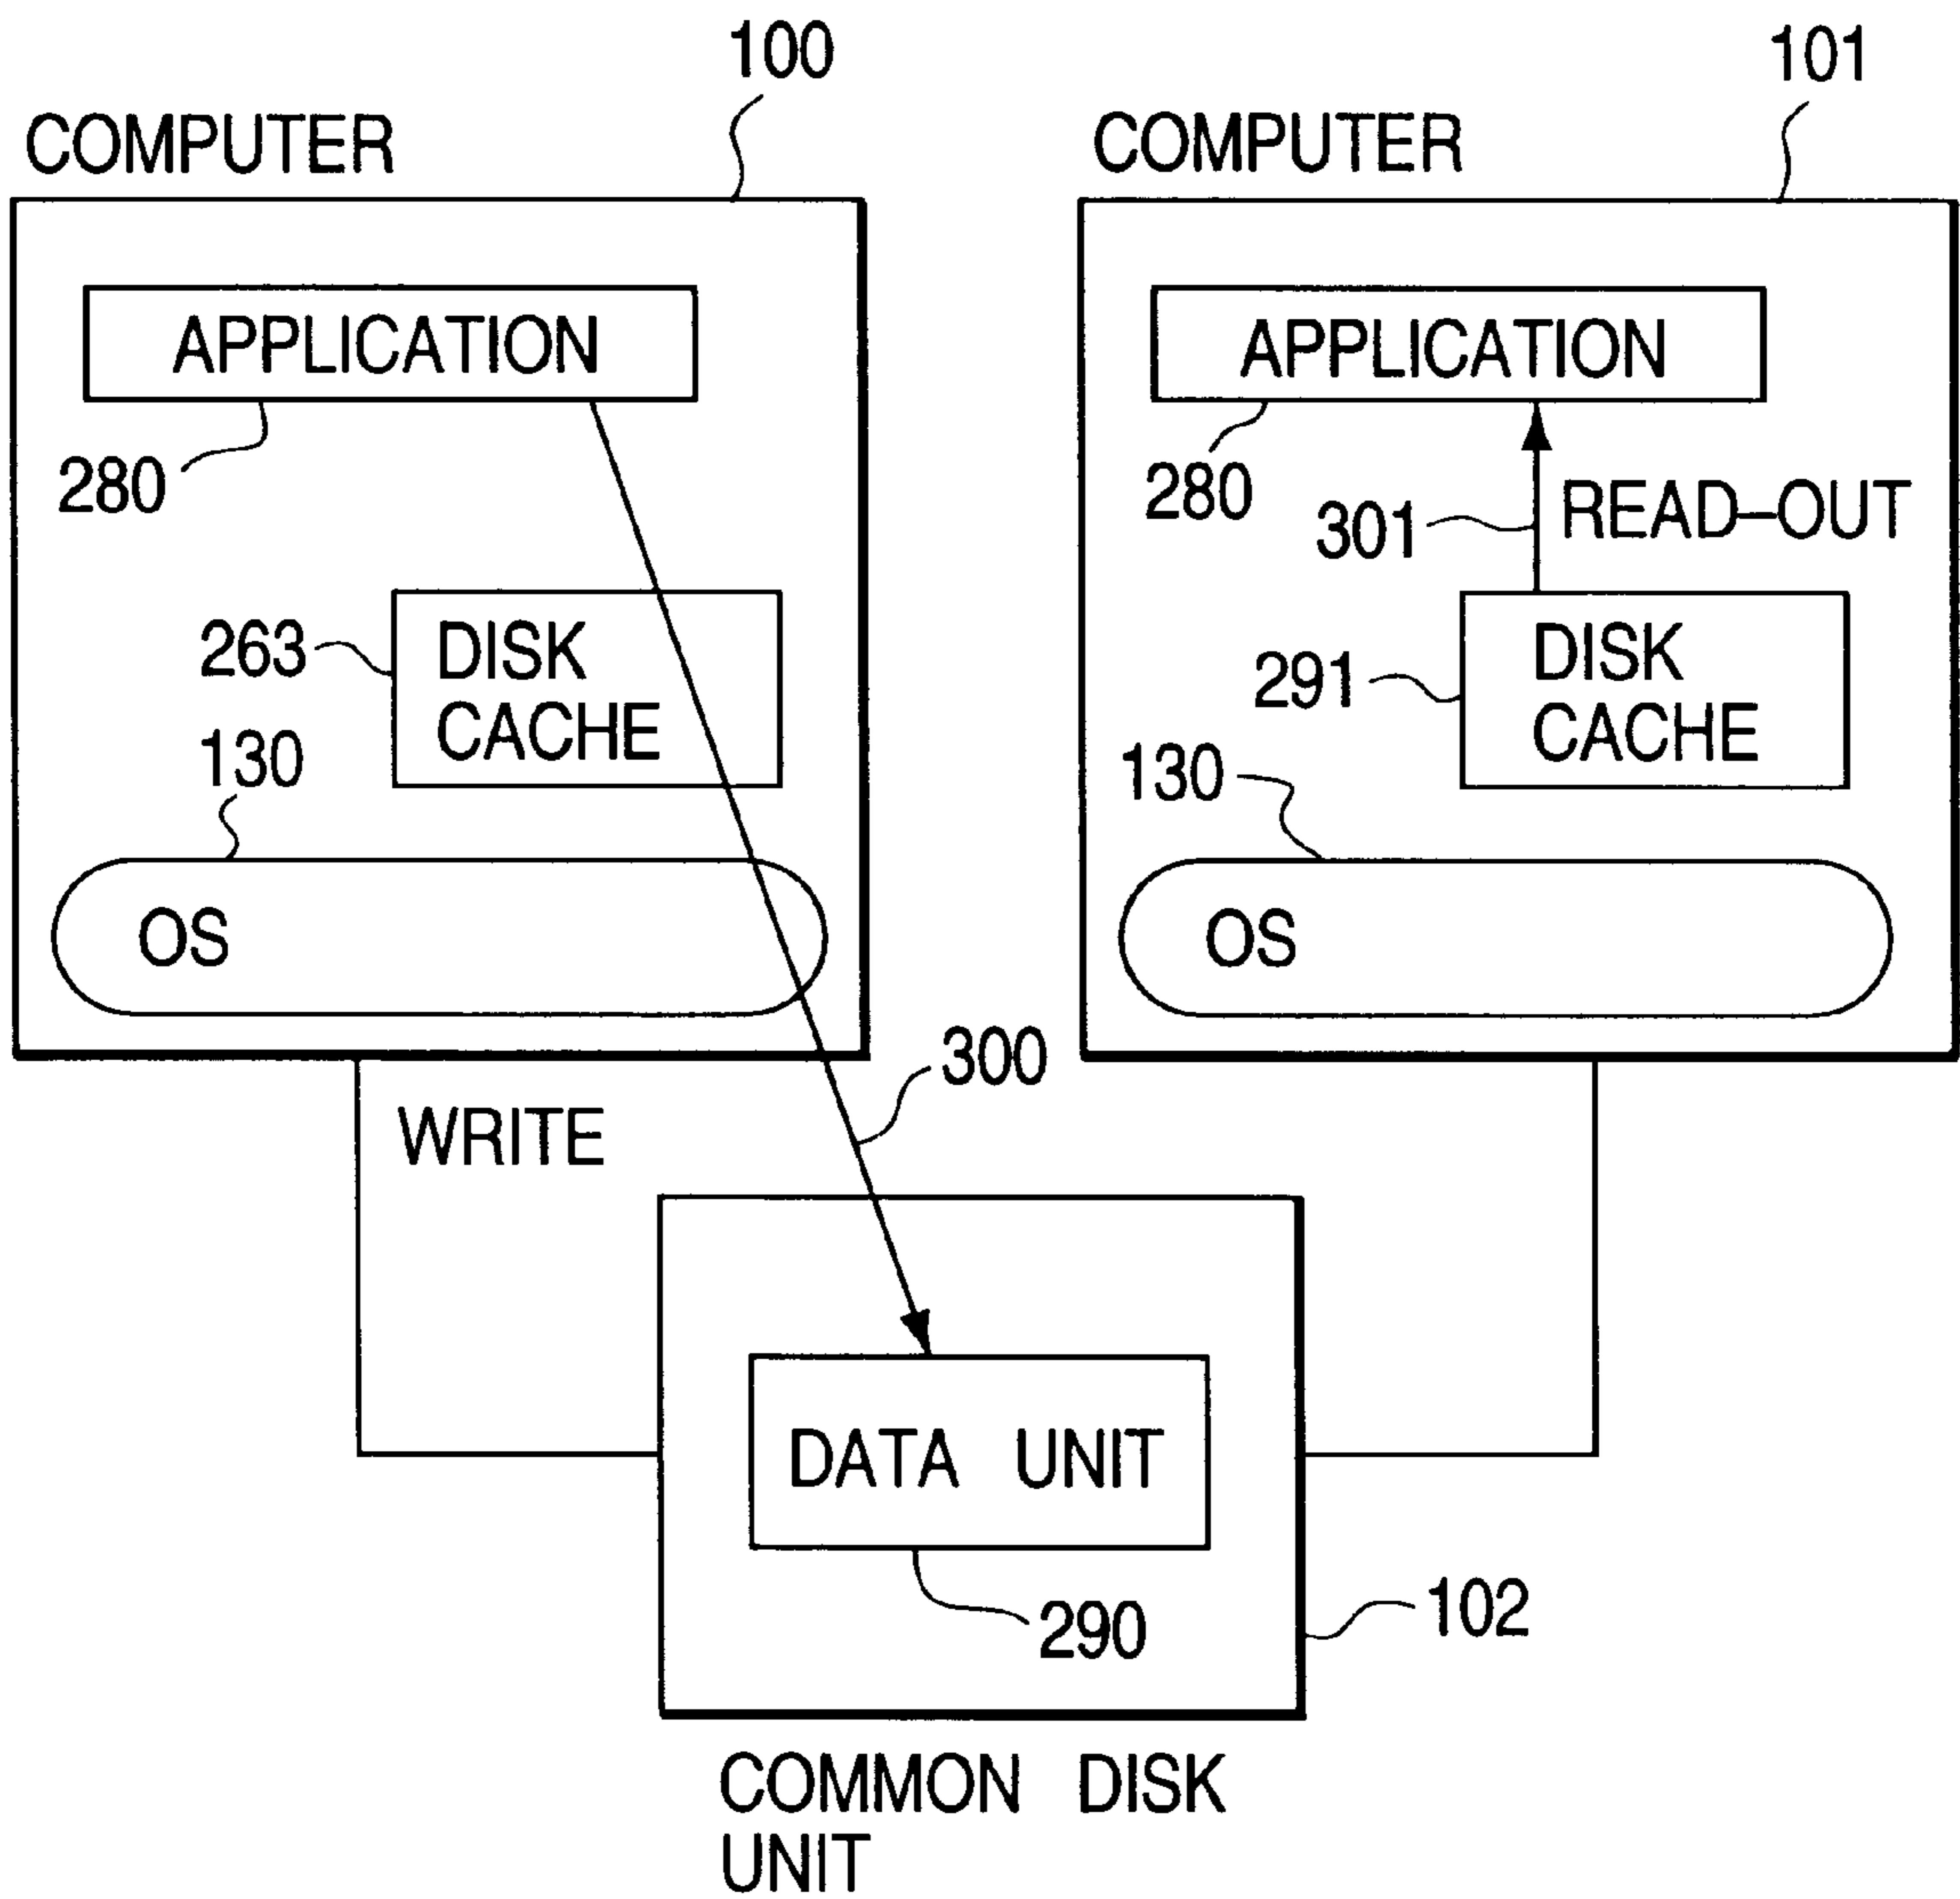 100
101
COMPUTER
COMPUTER
APPLICATION
APPLICATION
280
280
301
READ-OUT
263
DISK
CACHE
291
DISK
CACHE
130
130
OS
OS
300
WRITE
DATA UNIT
290
102
COMMON DISK
UNIT